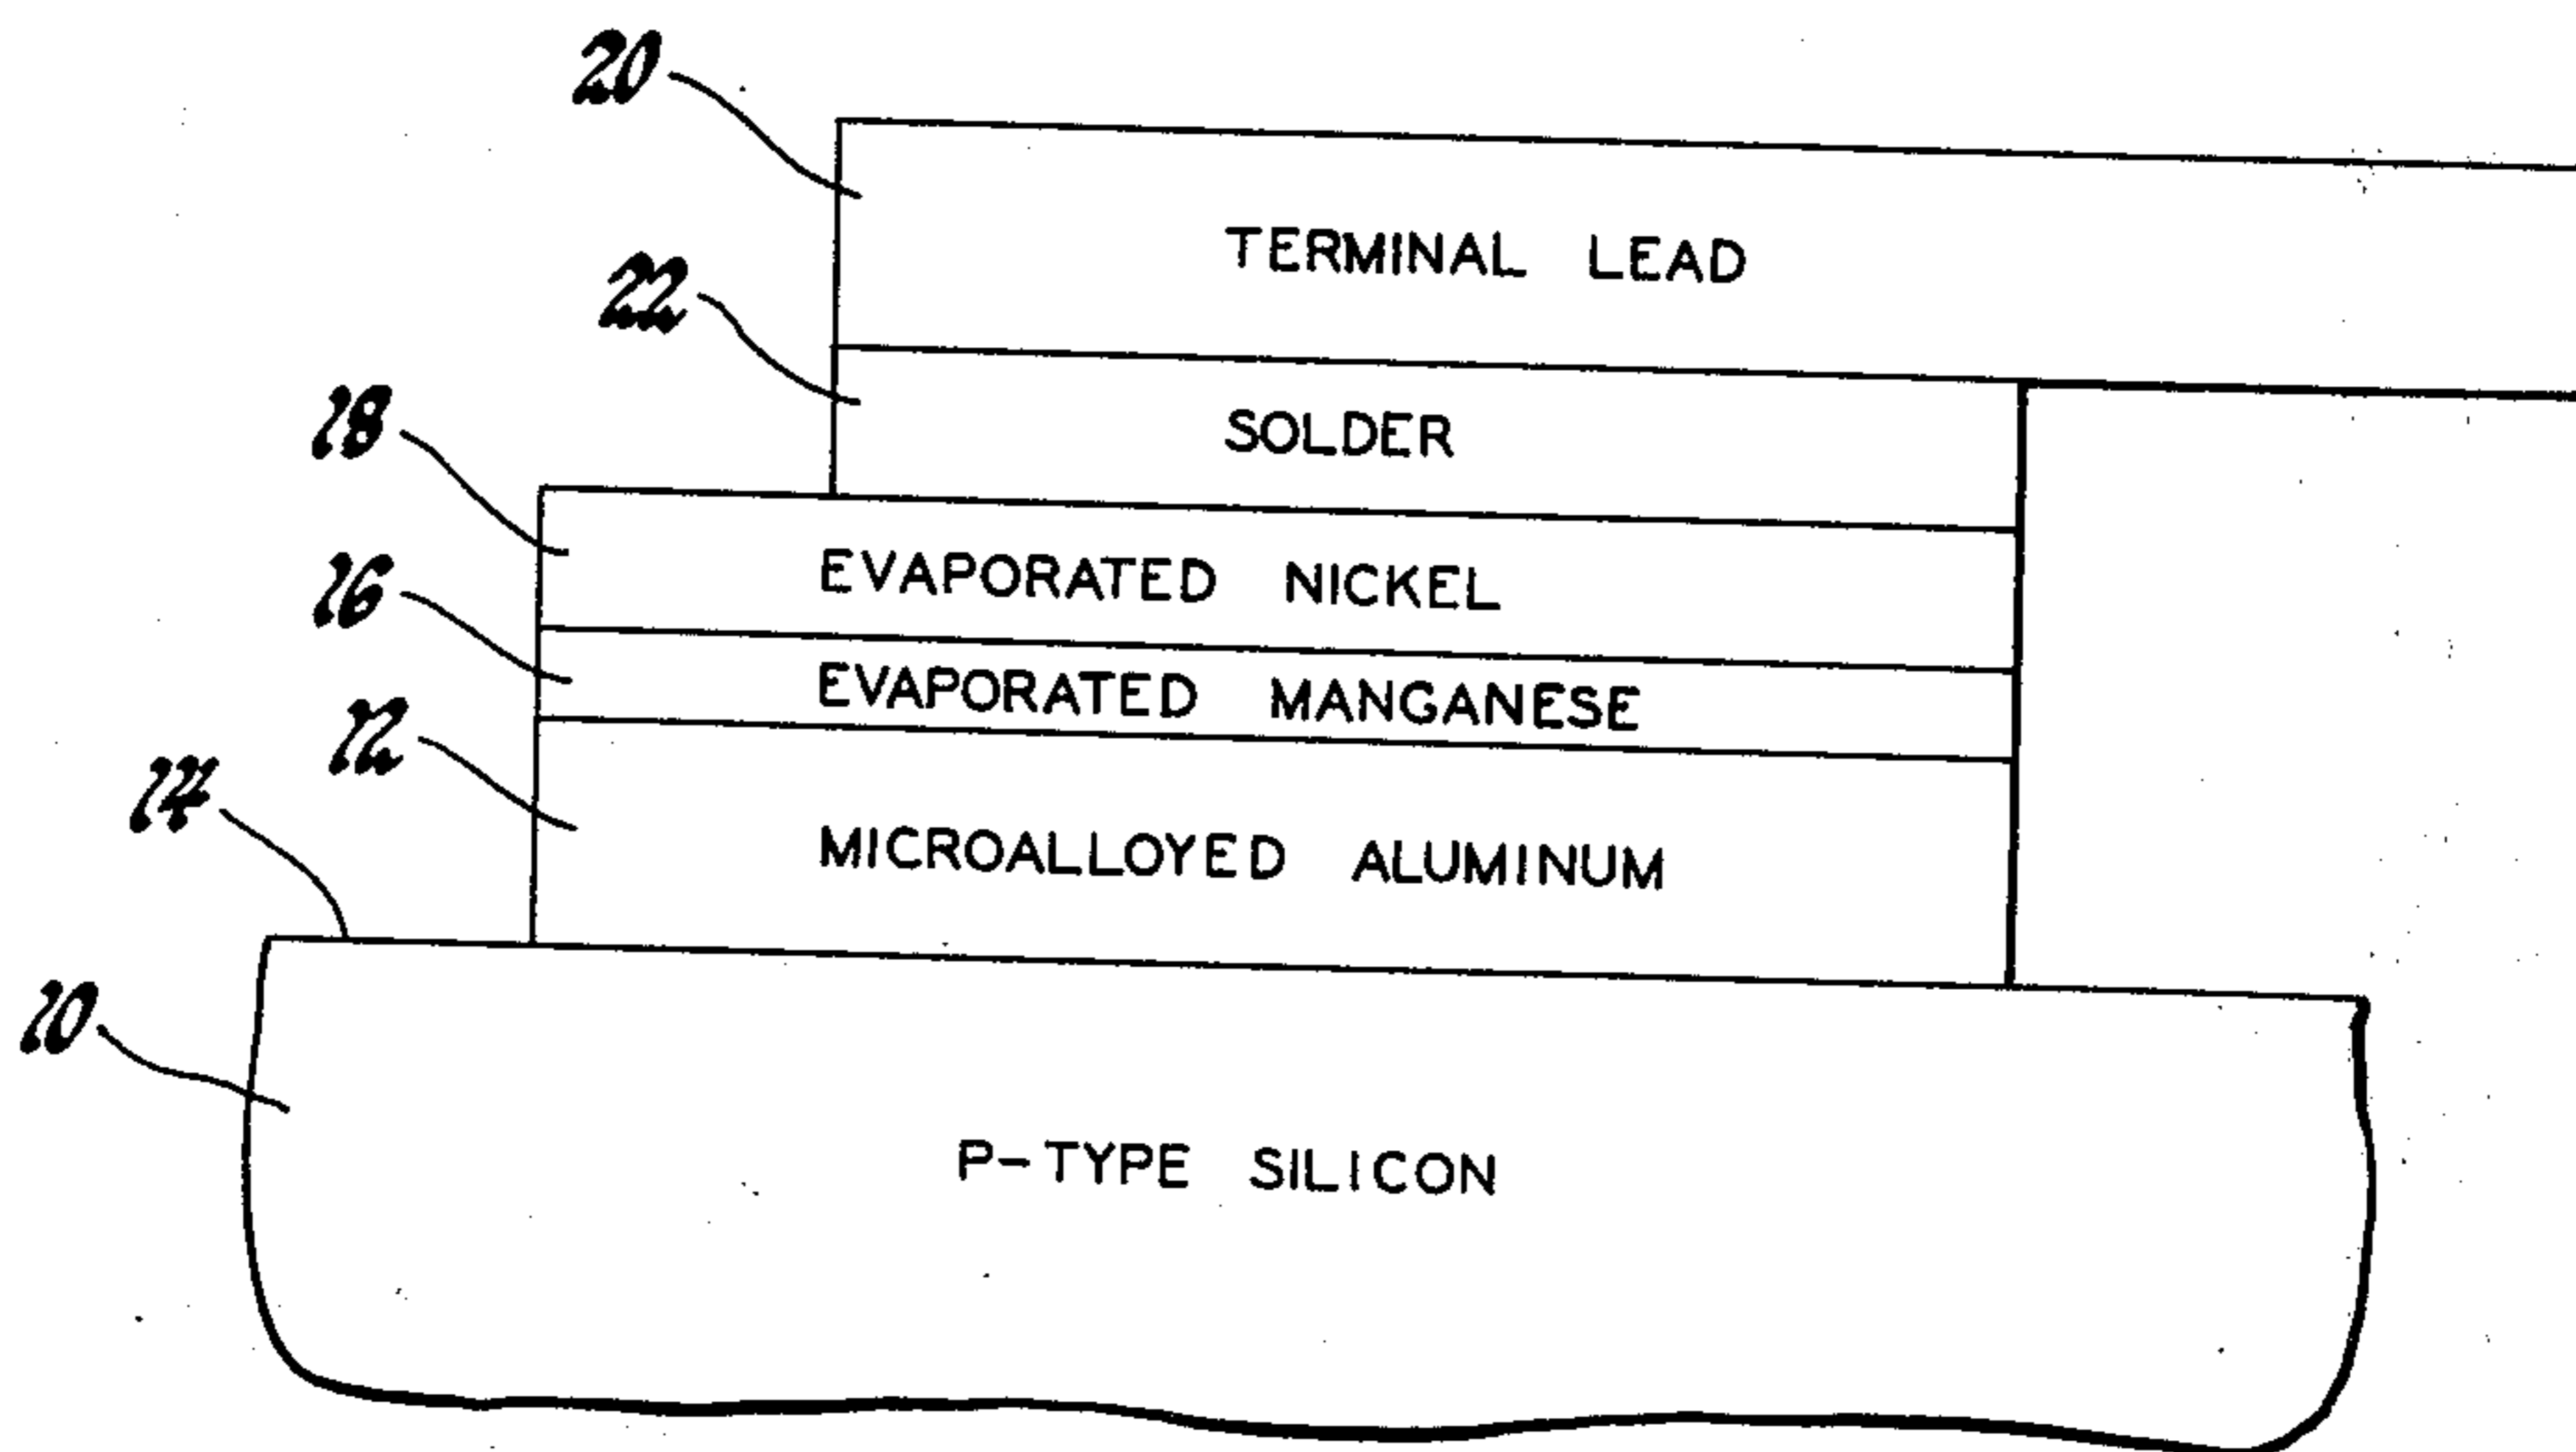 20
TERMINAL LEAD
22
SOLDER
18
EVAPORATED NICKEL
16
EVAPORATED MANGANESE
12
MICROALLOYED ALUMINUM
14
10
P-TYPE SILICON